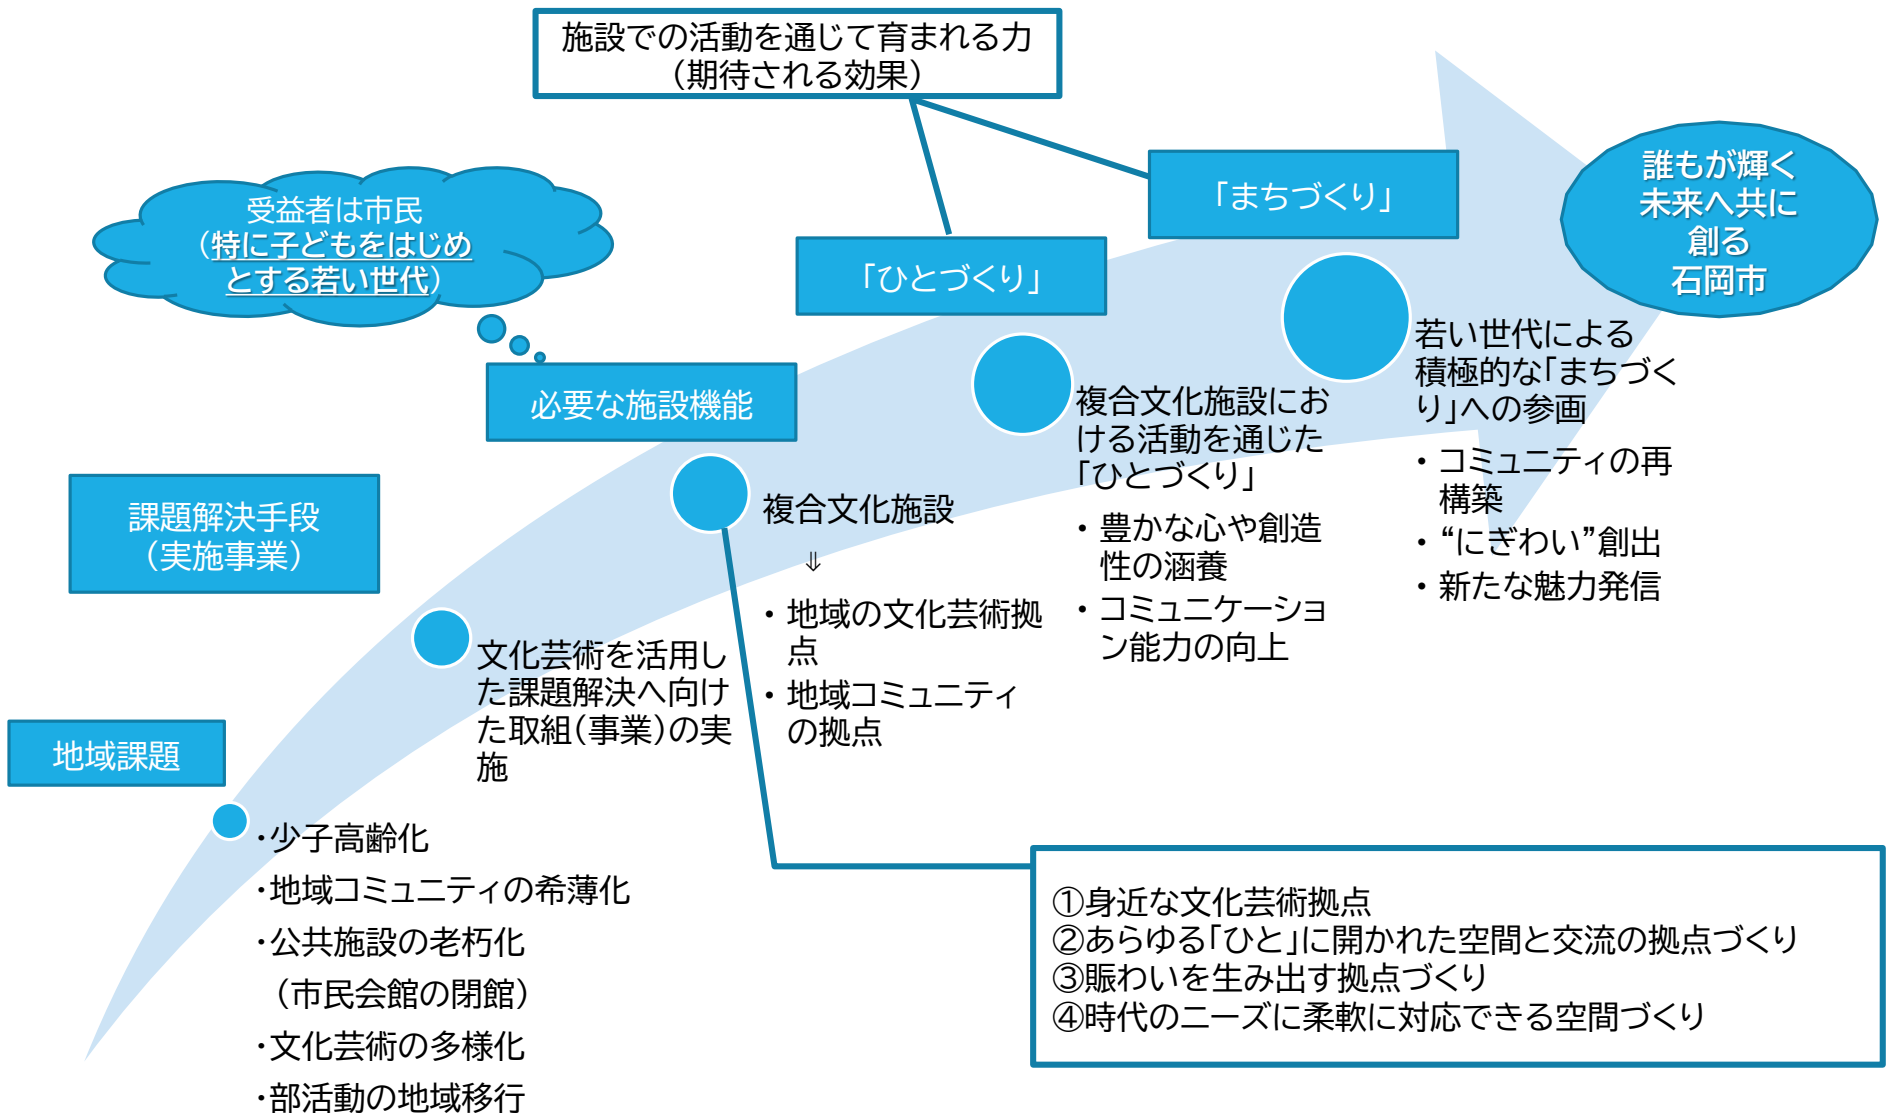 施設での活動を通じて育まれる力
（期待される効果）
「まちづくり」
誰もが輝く
未来へ共に
創る
石岡市
受益者は市民
（特に子どもをはじめ
とする若い世代）
「ひとづくり」
必要な施設機能
課題解決手段
（実施事業）
地域課題
・少子高齢化
・地域コミュニティの希薄化
・公共施設の老朽化
（市民会館の閉館）
・文化芸術の多様化
・部活動の地域移行
文化芸術を活用し
た課題解決へ向け
た取組（事業）の実
施
複合文化施設
⇓
・地域の文化芸術拠
点
・地域コミュニティ
の拠点
複合文化施設にお
ける活動を通じた
「ひとづくり」
・豊かな心や創造
性の涵養
・コミュニケーショ
ン能力の向上
若い世代による
積極的な「まちづく
り」への参画
・コミュニティの再
構築
・“にぎわい”創出
・新たな魅力発信
①身近な文化芸術拠点
②あらゆる「ひと」に開かれた空間と交流の拠点づくり
③賑わいを生み出す拠点づくり
④時代のニーズに柔軟に対応できる空間づくり